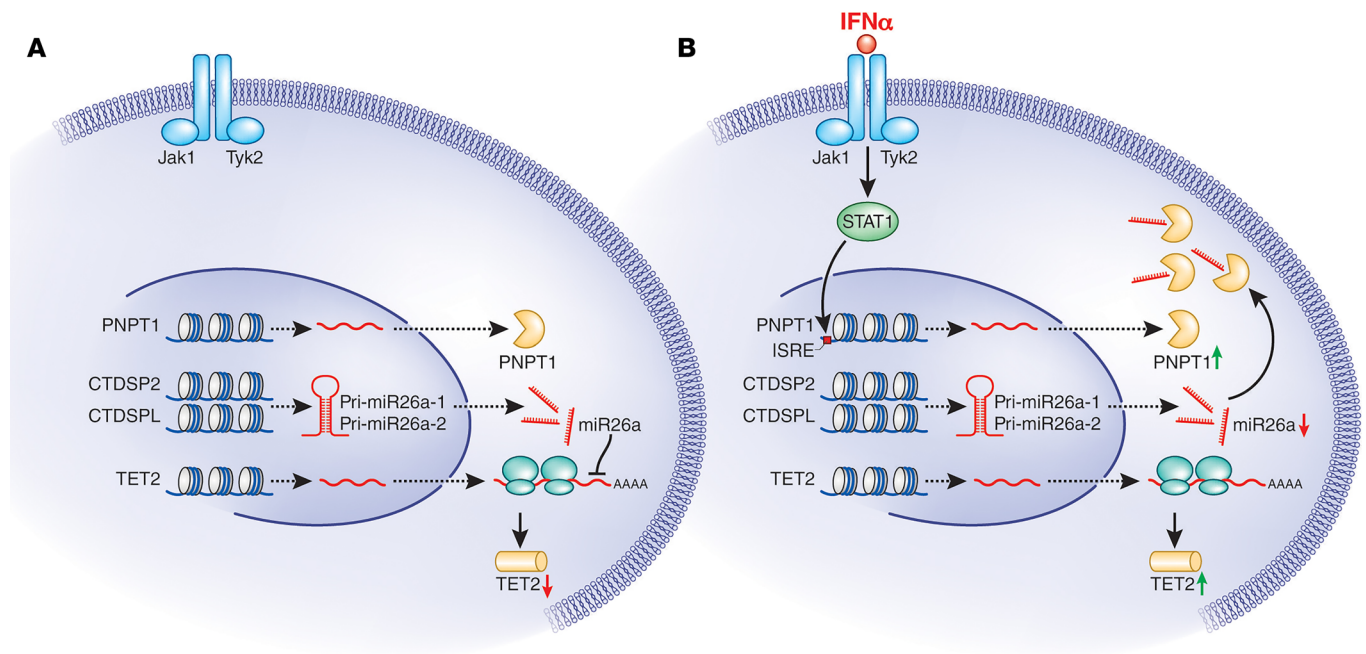 A
Jak1
Tyk2
PNPT1
PNPT1
CTDSP2
CTDSPL
Pri-miR26a-1
Pri-miR26a-2
miR26a
TET2
AAAA
TET2
B
IFNα
Jak1
Tyk2
STAT1
PNPT1
ISRE
PNPT1
CTDSP2
CTDSPL
Pri-miR26a-1
Pri-miR26a-2
miR26a
TET2
AAAA
TET2